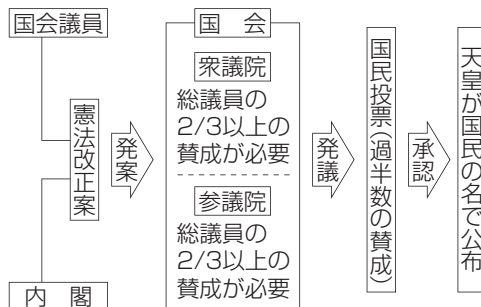 国会議員
憲法改正案
内　閣
発案
国　会
衆議院
総議員の
2/3以上の
賛成が必要
参議院
総議員の
2/3以上の
賛成が必要
発議
国民投票(過半数の賛成)
承認
天皇が国民の名で公布